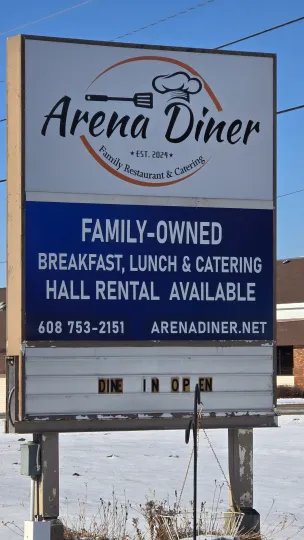 Arena Diner
★ EST. 2024 ★
Family Restaurant & Catering
FAMILY-OWNED
BREAKFAST, LUNCH & CATERING
HALL RENTAL AVAILABLE
608 753-2151 ARENADINER.NET
DINE IN OPEN